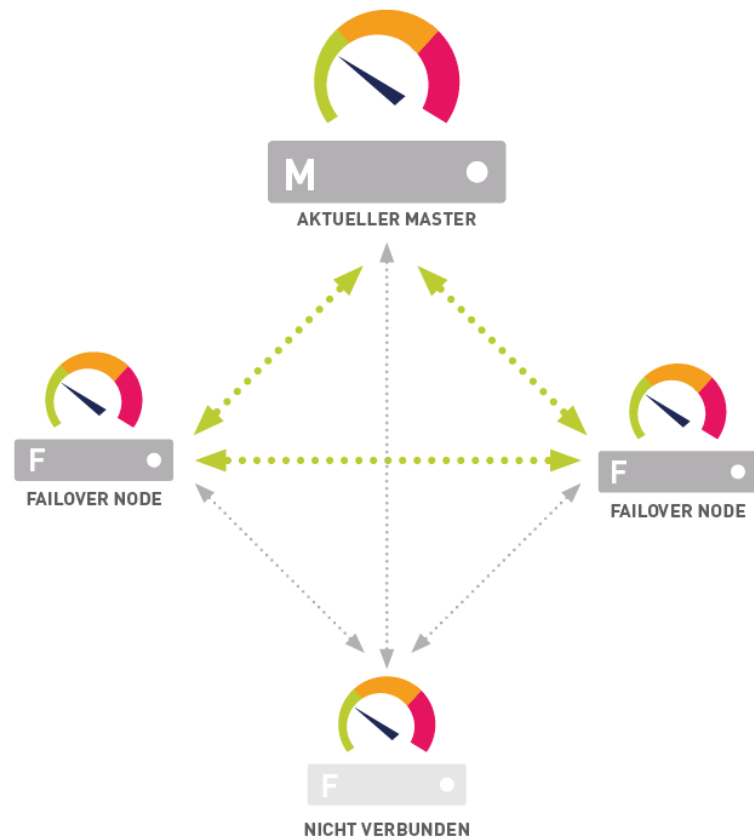 M
AKTUELLER MASTER
F
FAILOVER NODE
F
FAILOVER NODE
F
NICHT VERBUNDEN